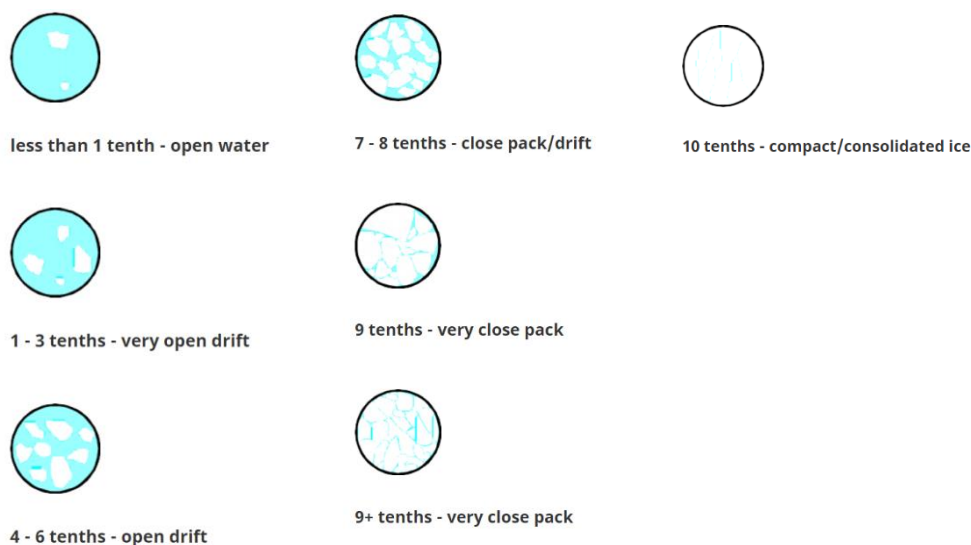 less than 1 tenth - open water
7 - 8 tenths - close pack/drift
10 tenths - compact/consolidated ice
1 - 3 tenths - very open drift
9 tenths - very close pack
4 - 6 tenths - open drift
9+ tenths - very close pack